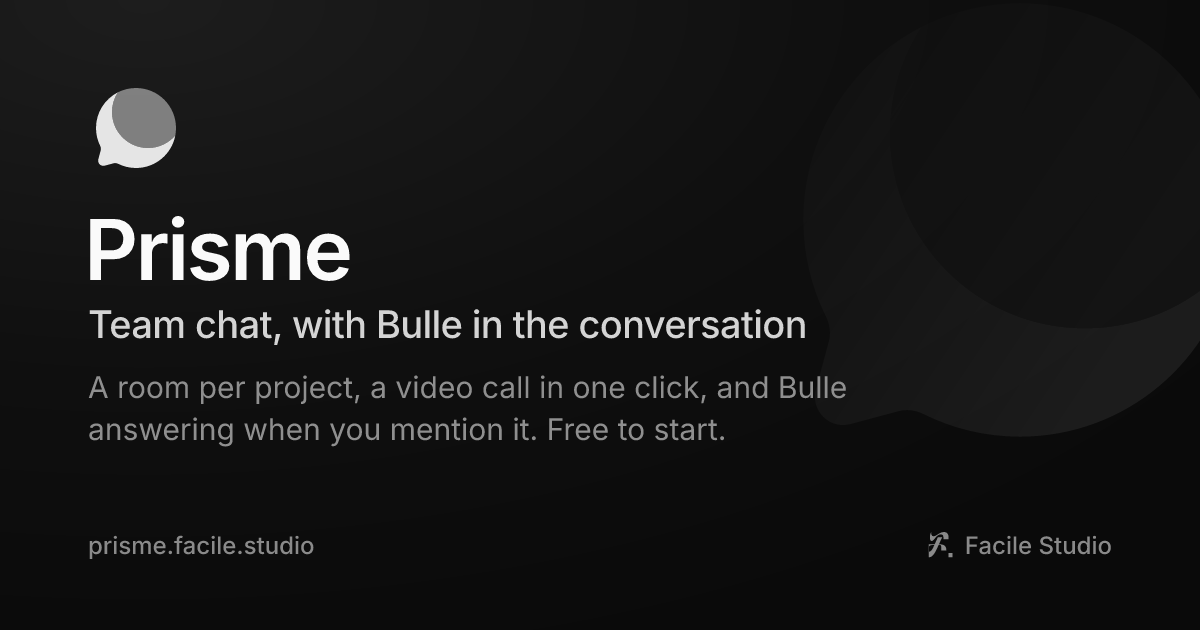 Prisme
Team chat, with Bulle in the conversation
A room per project, a video call in one click, and Bulle
answering when you mention it. Free to start.
prisme.facile.studio
Facile Studio